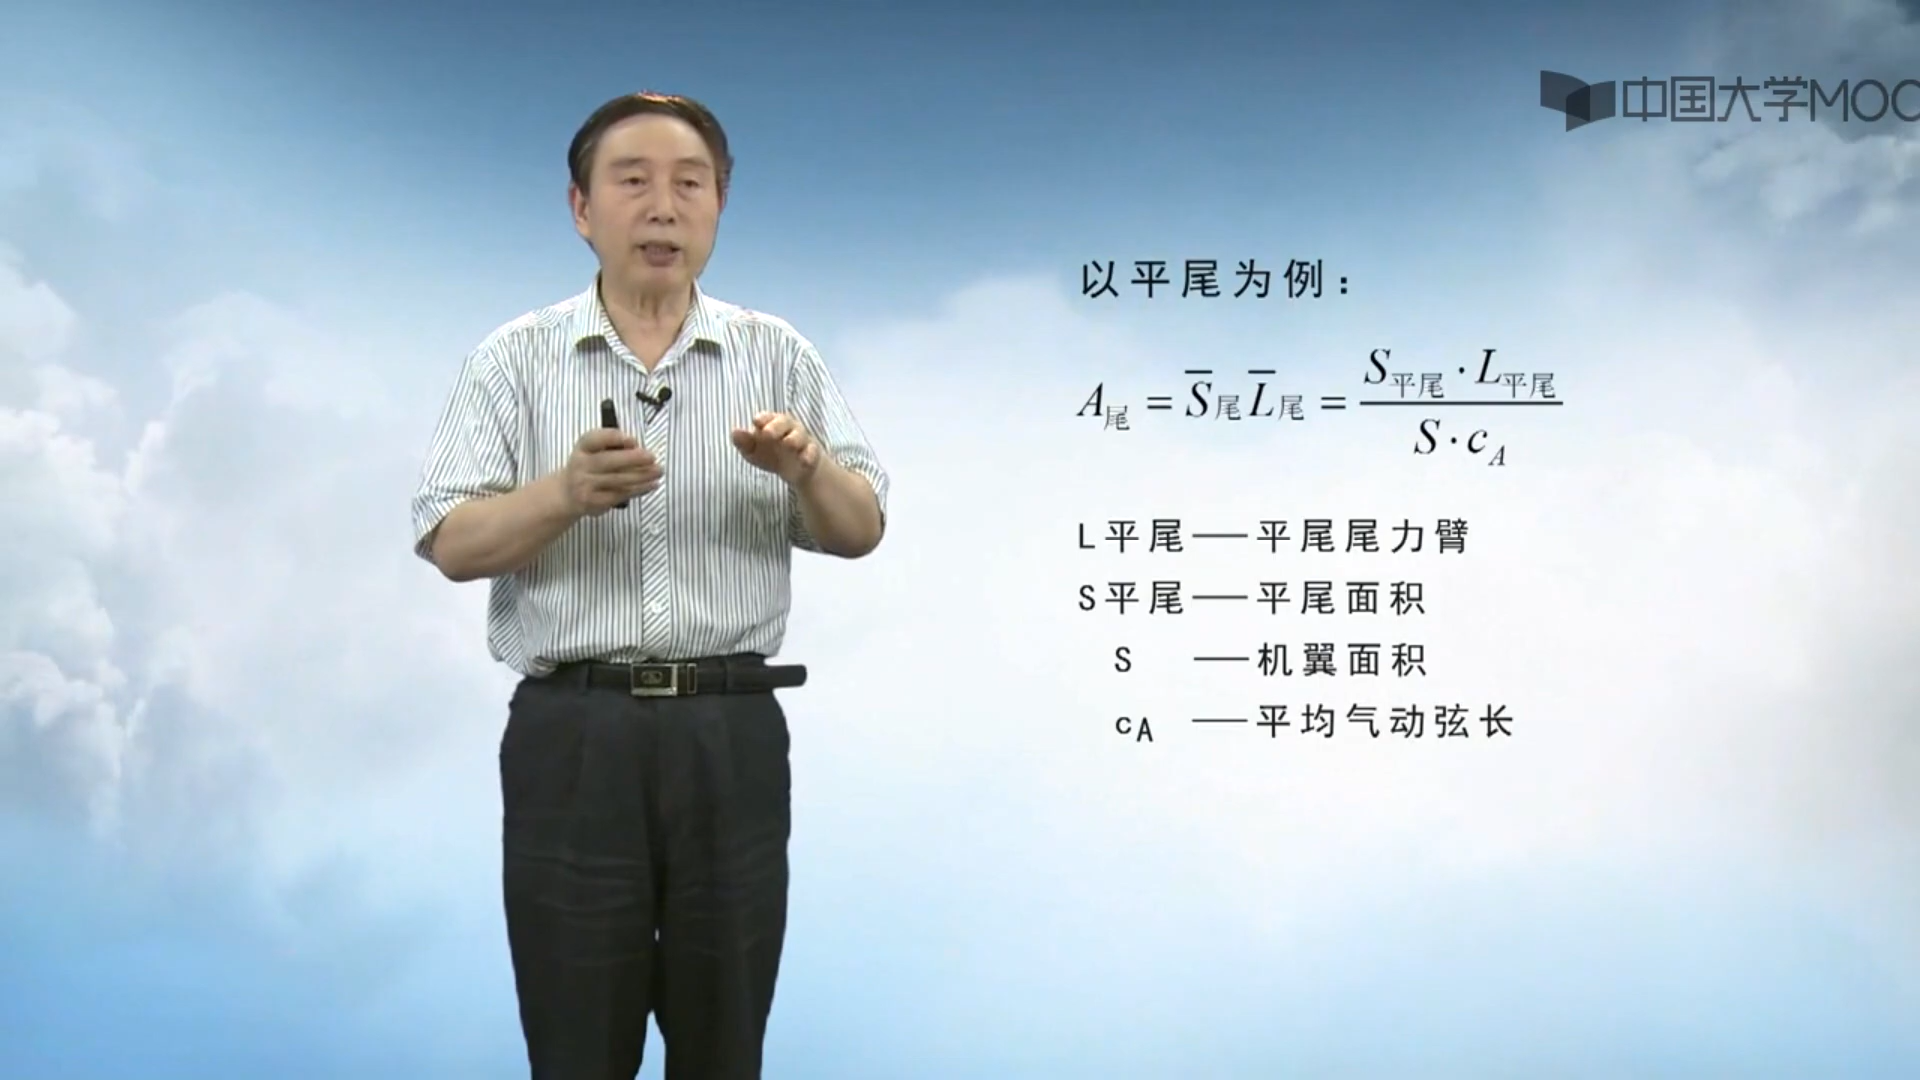 中国大学MOO
以平尾为例：
A尾 = S̅尾L̅尾 = S平尾·L平尾 / S·cA
L平尾——平尾尾力臂
S平尾——平尾面积
S ——机翼面积
cA ——平均气动弦长